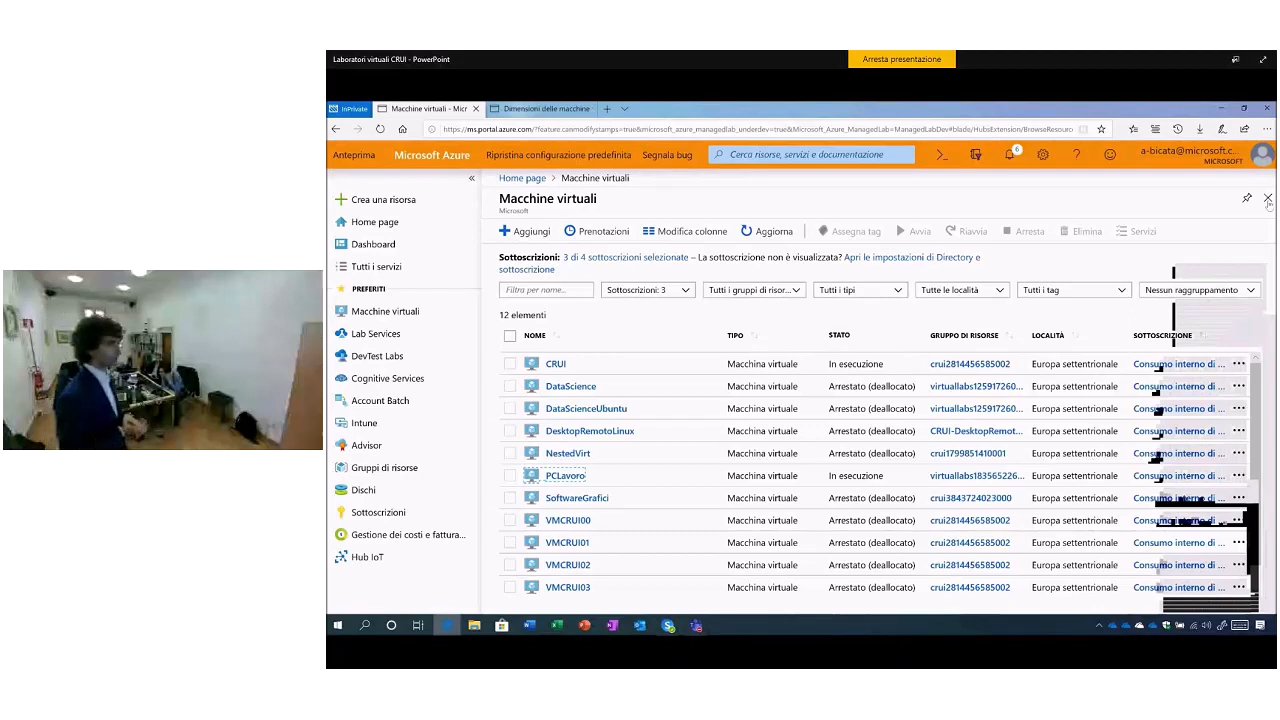 Laboratori virtuali CRUI - PowerPoint
Arresta presentazione
InPrivate
Macchine virtuali - Micr
Dimensioni delle macchine
https://ms.portal.azure.com/?feature.canmodifystamps=true&microsoft_azure_managedlab_underdev=true&Microsoft_Azure_ManagedLab=ManagedLabDev#blade/HubsExtension/BrowseResourc
Anteprima
Microsoft Azure
Ripristina configurazione predefinita
Segnala bug
Cerca risorse, servizi e documentazione
6
a-bicata@microsoft.c...
MICROSOFT
Crea una risorsa
Home page
Dashboard
Tutti i servizi
PREFERITI
Macchine virtuali
Lab Services
DevTest Labs
Cognitive Services
Account Batch
Intune
Advisor
Gruppi di risorse
Dischi
Sottoscrizioni
Gestione dei costi e fattura...
Hub IoT
Home page > Macchine virtuali
Macchine virtuali
Microsoft
Aggiungi Prenotazioni Modifica colonne Aggiorna Assegna tag Avvia Riavvia Arresta Elimina Servizi
Sottoscrizioni: 3 di 4 sottoscrizioni selezionate – La sottoscrizione non è visualizzata? Apri le impostazioni di Directory e
sottoscrizione
Filtra per nome... Sottoscrizioni: 3 Tutti i gruppi di risor... Tutti i tipi Tutte le località Tutti i tag Nessun raggruppamento
12 elementi
NOME TIPO STATO GRUPPO DI RISORSE LOCALITÀ SOTTOSCRIZIONE
CRUI Macchina virtuale In esecuzione crui2814456585002 Europa settentrionale Consumo interno di ...
DataScience Macchina virtuale Arrestato (deallocato) virtuallabs125917260... Europa settentrionale Consumo interno di ...
DataScienceUbuntu Macchina virtuale Arrestato (deallocato) virtuallabs125917260... Europa settentrionale Consumo interno di ...
DesktopRemotoLinux Macchina virtuale Arrestato (deallocato) CRUI-DesktopRemot... Europa settentrionale Consumo interno di ...
NestedVirt Macchina virtuale Arrestato (deallocato) crui1799851410001 Europa settentrionale Consumo interno di ...
PCLavoro Macchina virtuale In esecuzione virtuallabs183565226... Europa settentrionale Consumo interno di ...
SoftwareGrafici Macchina virtuale Arrestato (deallocato) crui3843724023000 Europa settentrionale Consumo interno di ...
VMCRUI00 Macchina virtuale Arrestato (deallocato) crui2814456585002 Europa settentrionale Consumo interno di ...
VMCRUI01 Macchina virtuale Arrestato (deallocato) crui2814456585002 Europa settentrionale Consumo interno di ...
VMCRUI02 Macchina virtuale Arrestato (deallocato) crui2814456585002 Europa settentrionale Consumo interno di ...
VMCRUI03 Macchina virtuale Arrestato (deallocato) crui2814456585002 Europa settentrionale Consumo interno di ...